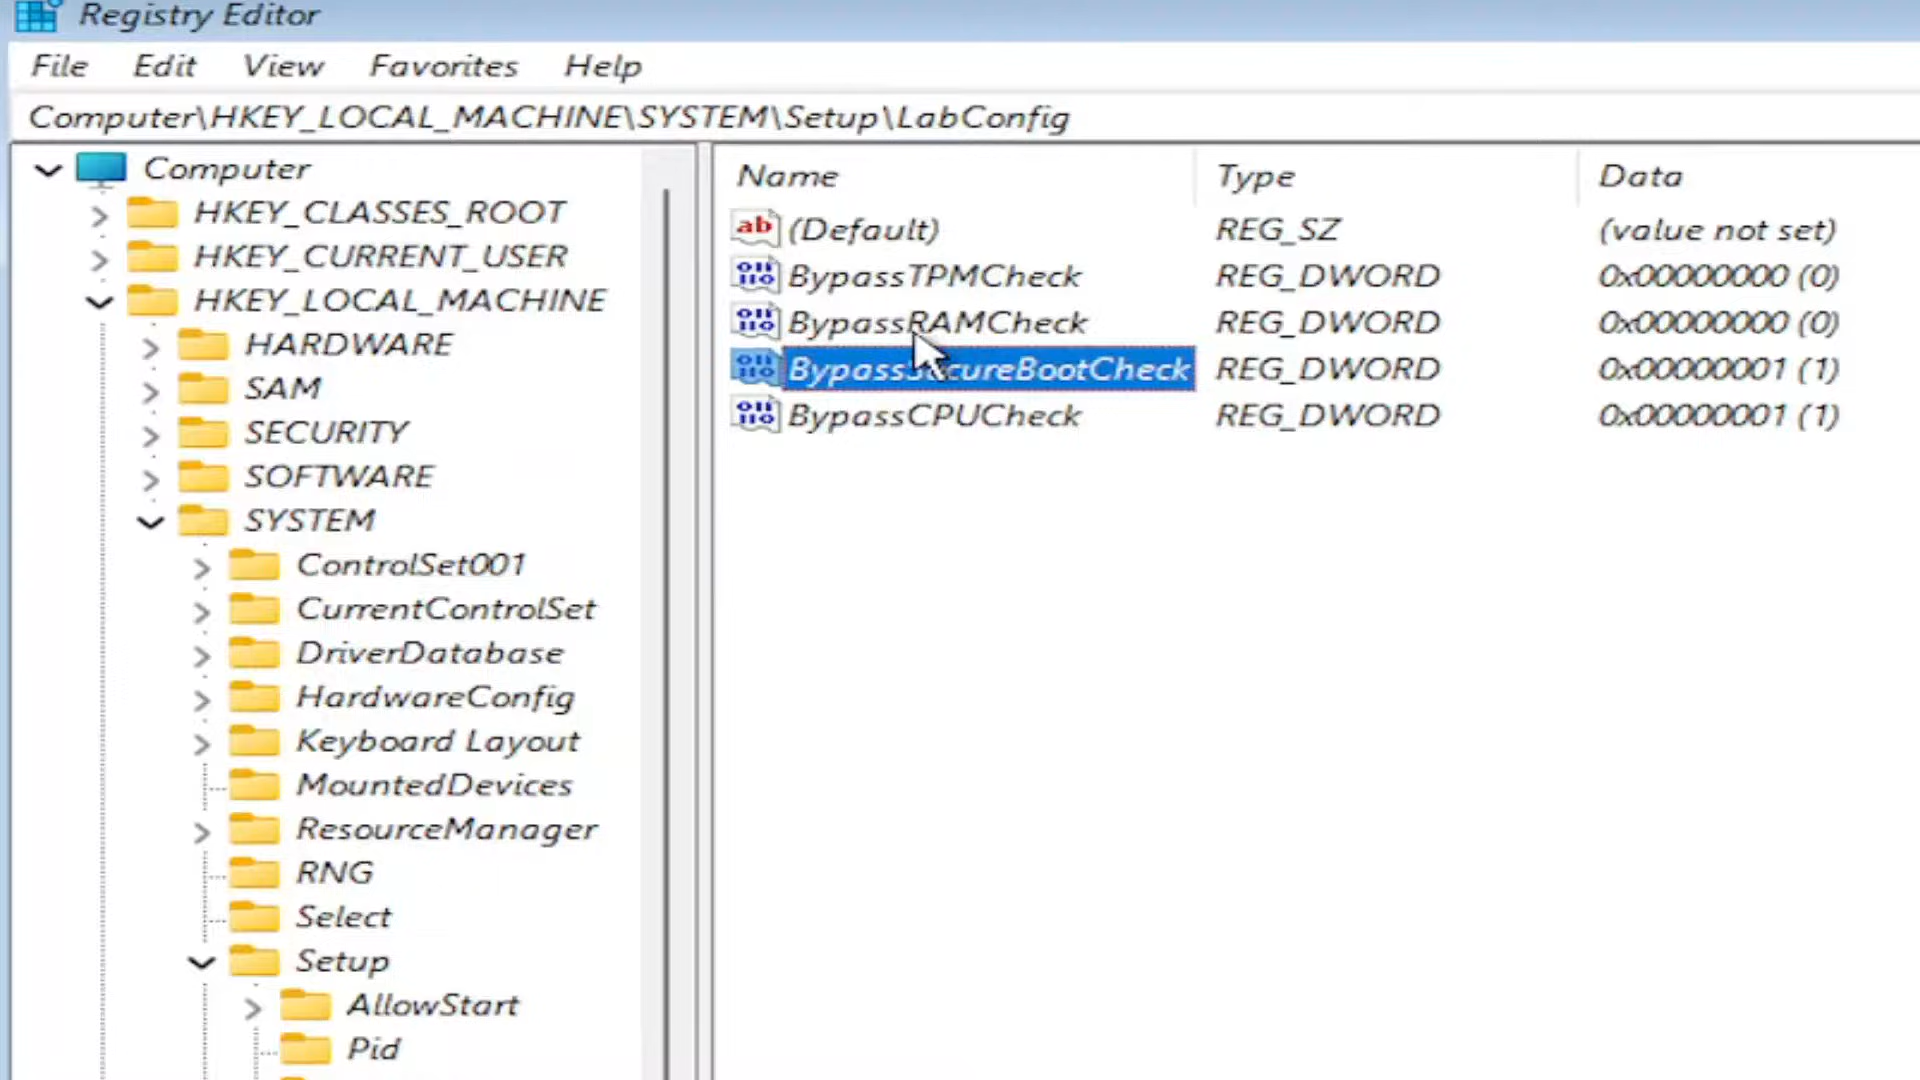 Registry Editor
File Edit View Favorites Help
Computer\HKEY_LOCAL_MACHINE\SYSTEM\Setup\LabConfig
Computer
HKEY_CLASSES_ROOT
HKEY_CURRENT_USER
HKEY_LOCAL_MACHINE
HARDWARE
SAM
SECURITY
SOFTWARE
SYSTEM
ControlSet001
CurrentControlSet
DriverDatabase
HardwareConfig
Keyboard Layout
MountedDevices
ResourceManager
RNG
Select
Setup
AllowStart
Pid
Name Type Data
(Default) REG_SZ (value not set)
BypassTPMCheck REG_DWORD 0x00000000 (0)
BypassRAMCheck REG_DWORD 0x00000000 (0)
BypassSecureBootCheck REG_DWORD 0x00000001 (1)
BypassCPUCheck REG_DWORD 0x00000001 (1)